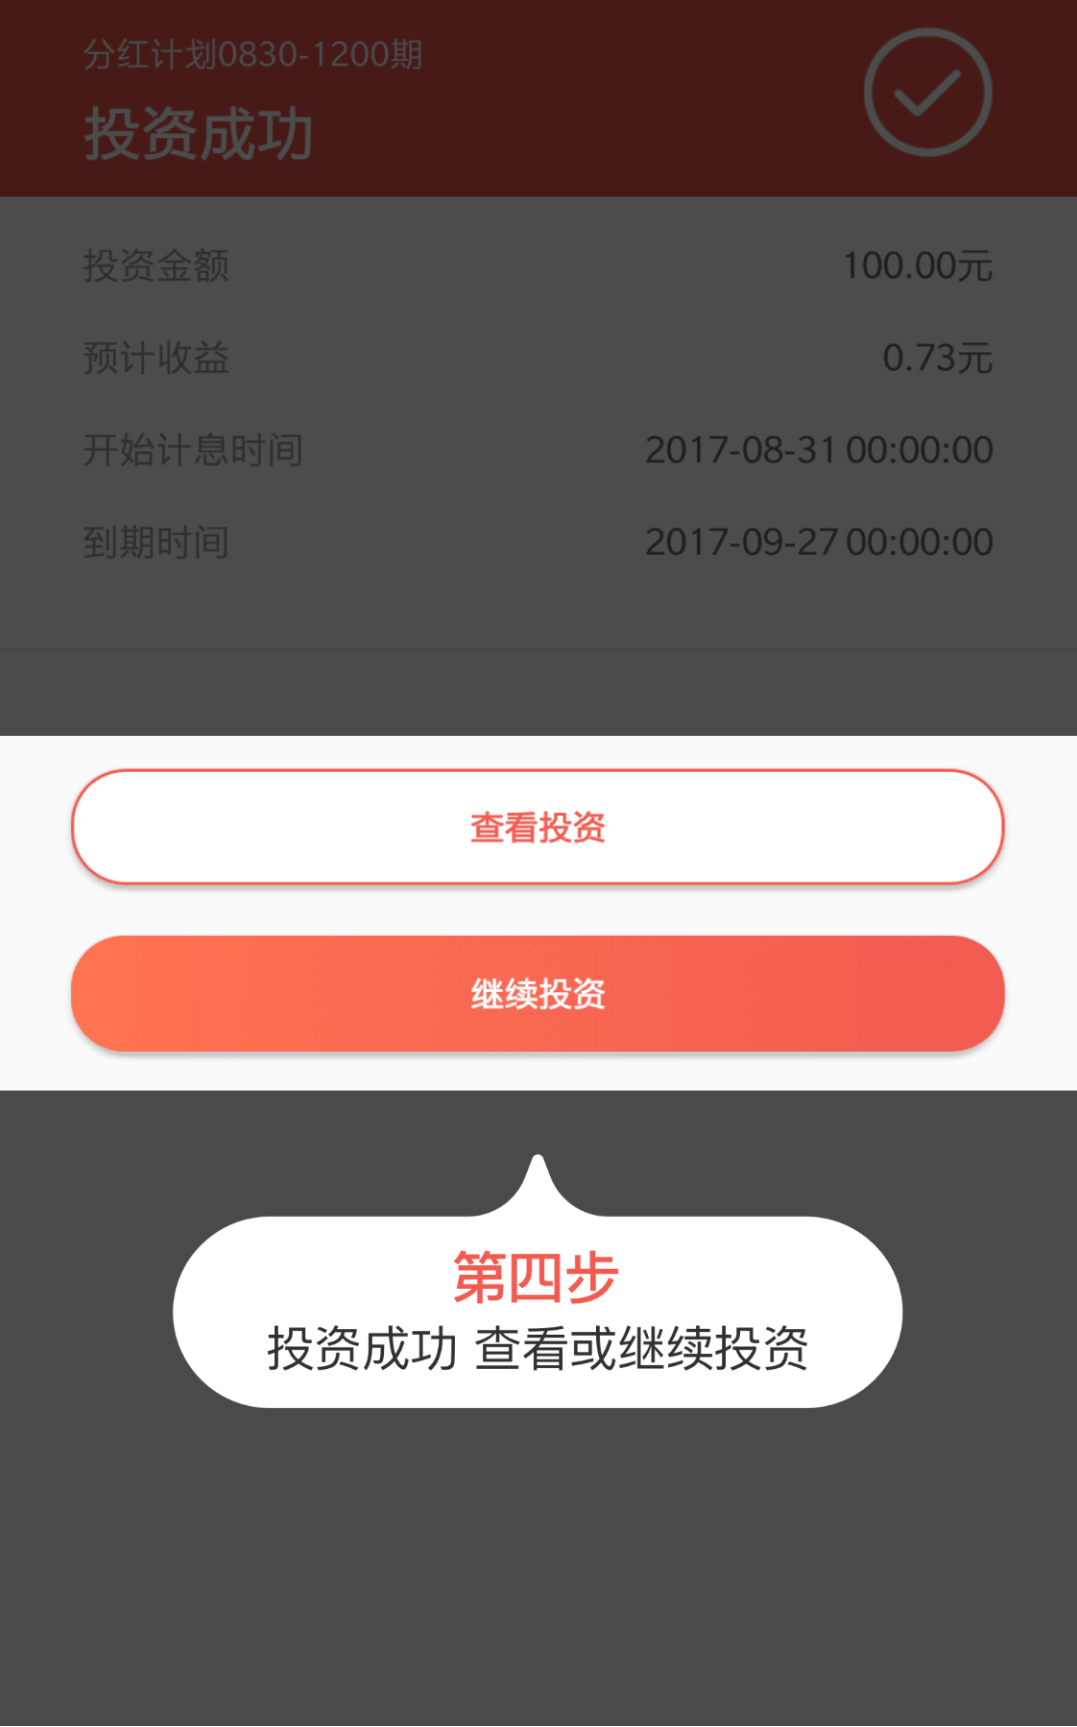 分红计划0830-1200期
投资成功
投资金额 100.00元
预计收益 0.73元
开始计息时间 2017-08-31 00:00:00
到期时间 2017-09-27 00:00:00
查看投资
继续投资
第四步
投资成功 查看或继续投资